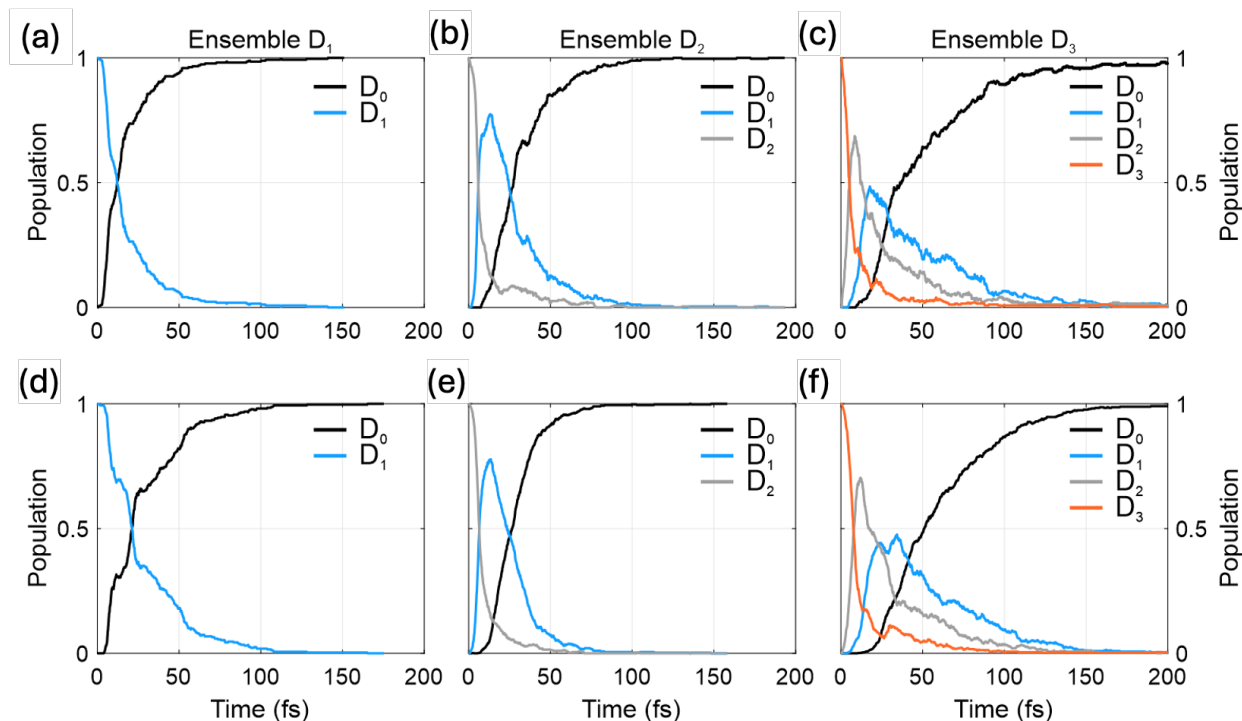 (a)
Ensemble D₁
(b)
Ensemble D₂
(c)
Ensemble D₃
Population
1
0.5
0
D₀
D₁
0 50 100 150 200
D₀
D₁
D₂
0 50 100 150 200
D₀
D₁
D₂
D₃
0 50 100 150 200
1
0.5
0
Population
(d)
(e)
(f)
Population
1
0.5
0
D₀
D₁
0 50 100 150 200
Time (fs)
D₀
D₁
D₂
0 50 100 150 200
Time (fs)
D₀
D₁
D₂
D₃
0 50 100 150 200
Time (fs)
1
0.5
0
Population